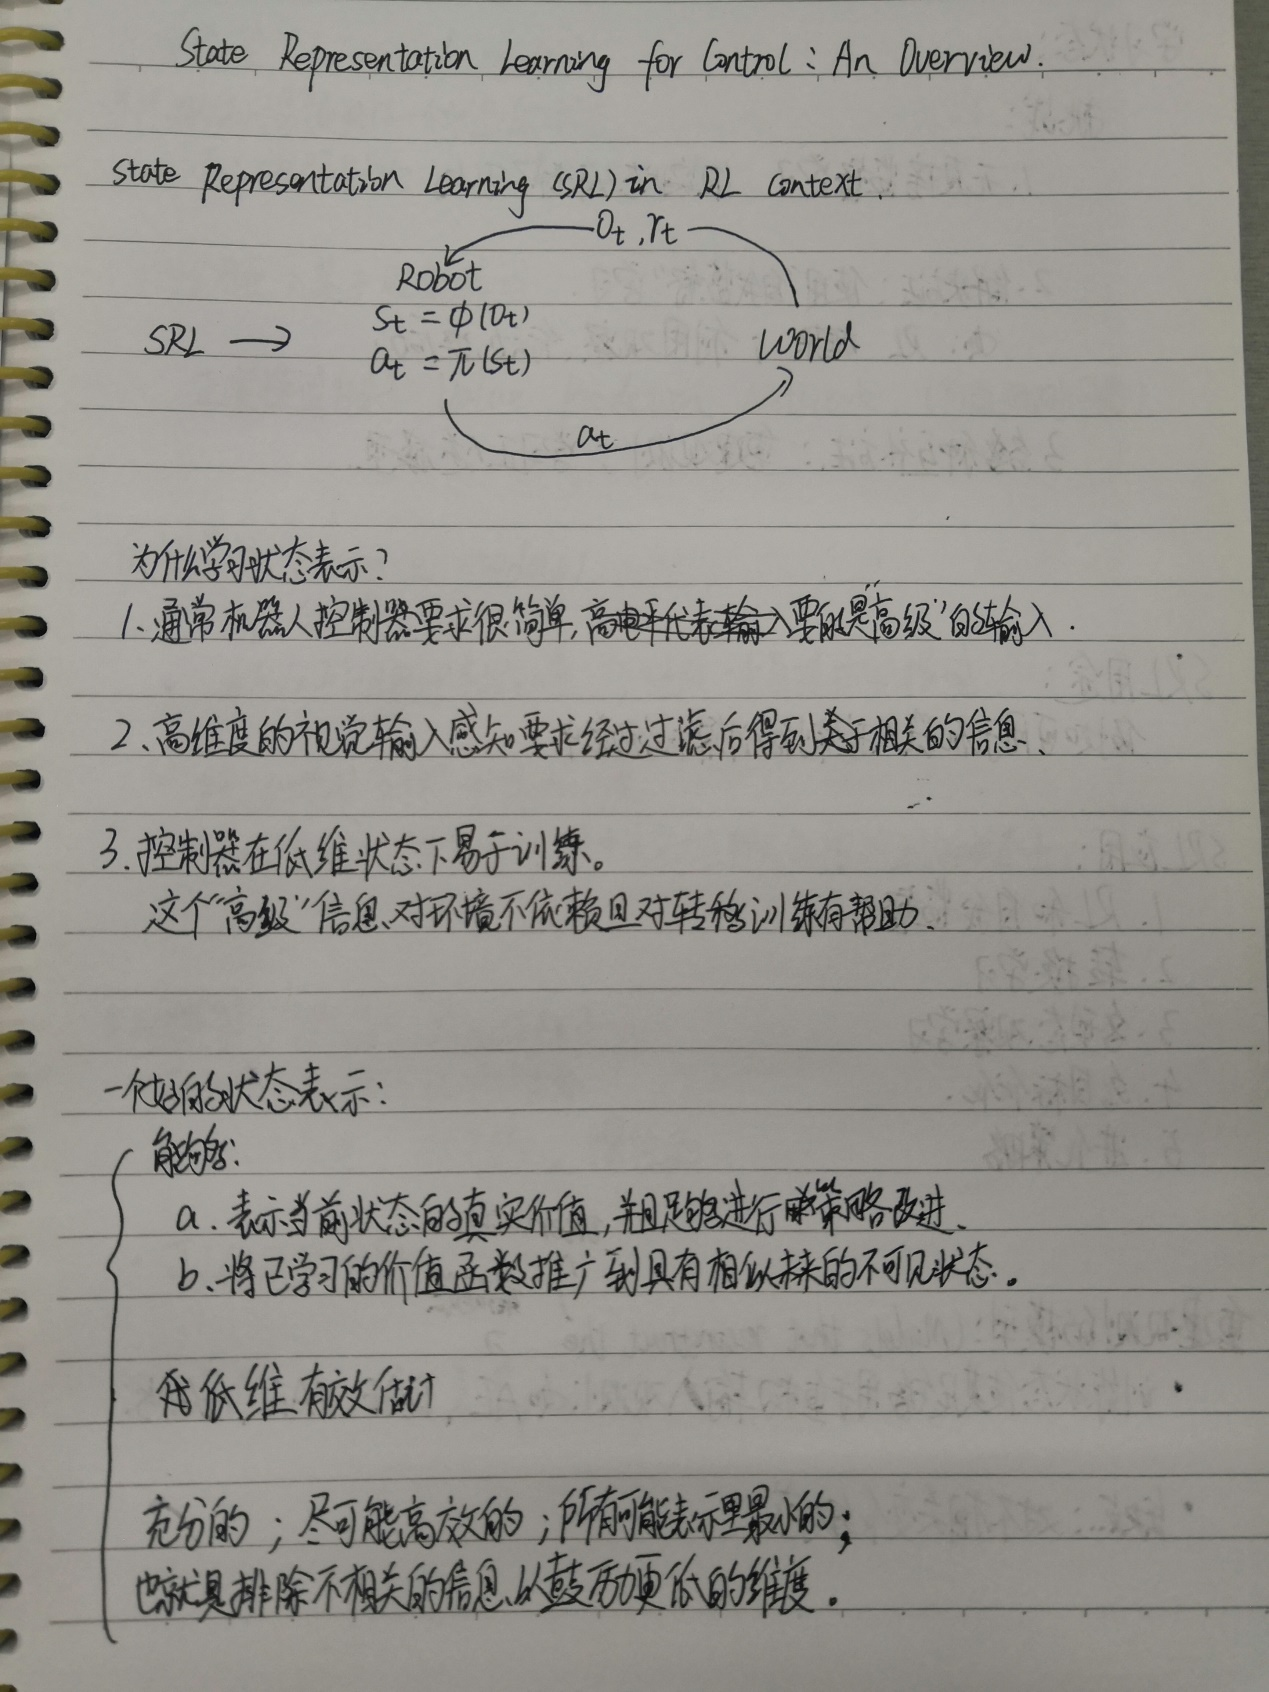 State Representation Learning for Control : An Overview.
State Representation Learning (SRL) in RL Context.
Ot , rt
Robot
St = φ(Ot)
SRL →
World
at = π(St)
at
为什么学习状态表示?
1、通常机器人控制器要求很简单,要的是"高级"的输入.
2、高维度的视觉输入感知要求经过过滤后得到相关的信息、
3、控制器在低维状态下易于训练。
这个"高级"信息、对环境不依赖且对转移训练有帮助、
一个好的状态表示:
能够:
a. 表示当前状态的真实价值,并且足够进行策略改进、
b、将已学习的价值函数推广到具有相似未来的不可见状态。
低维 有效估计
充分的;尽可能高效的;所有可能表示里最小的;
也就是排除不相关的信息、以鼓励更低的维度。